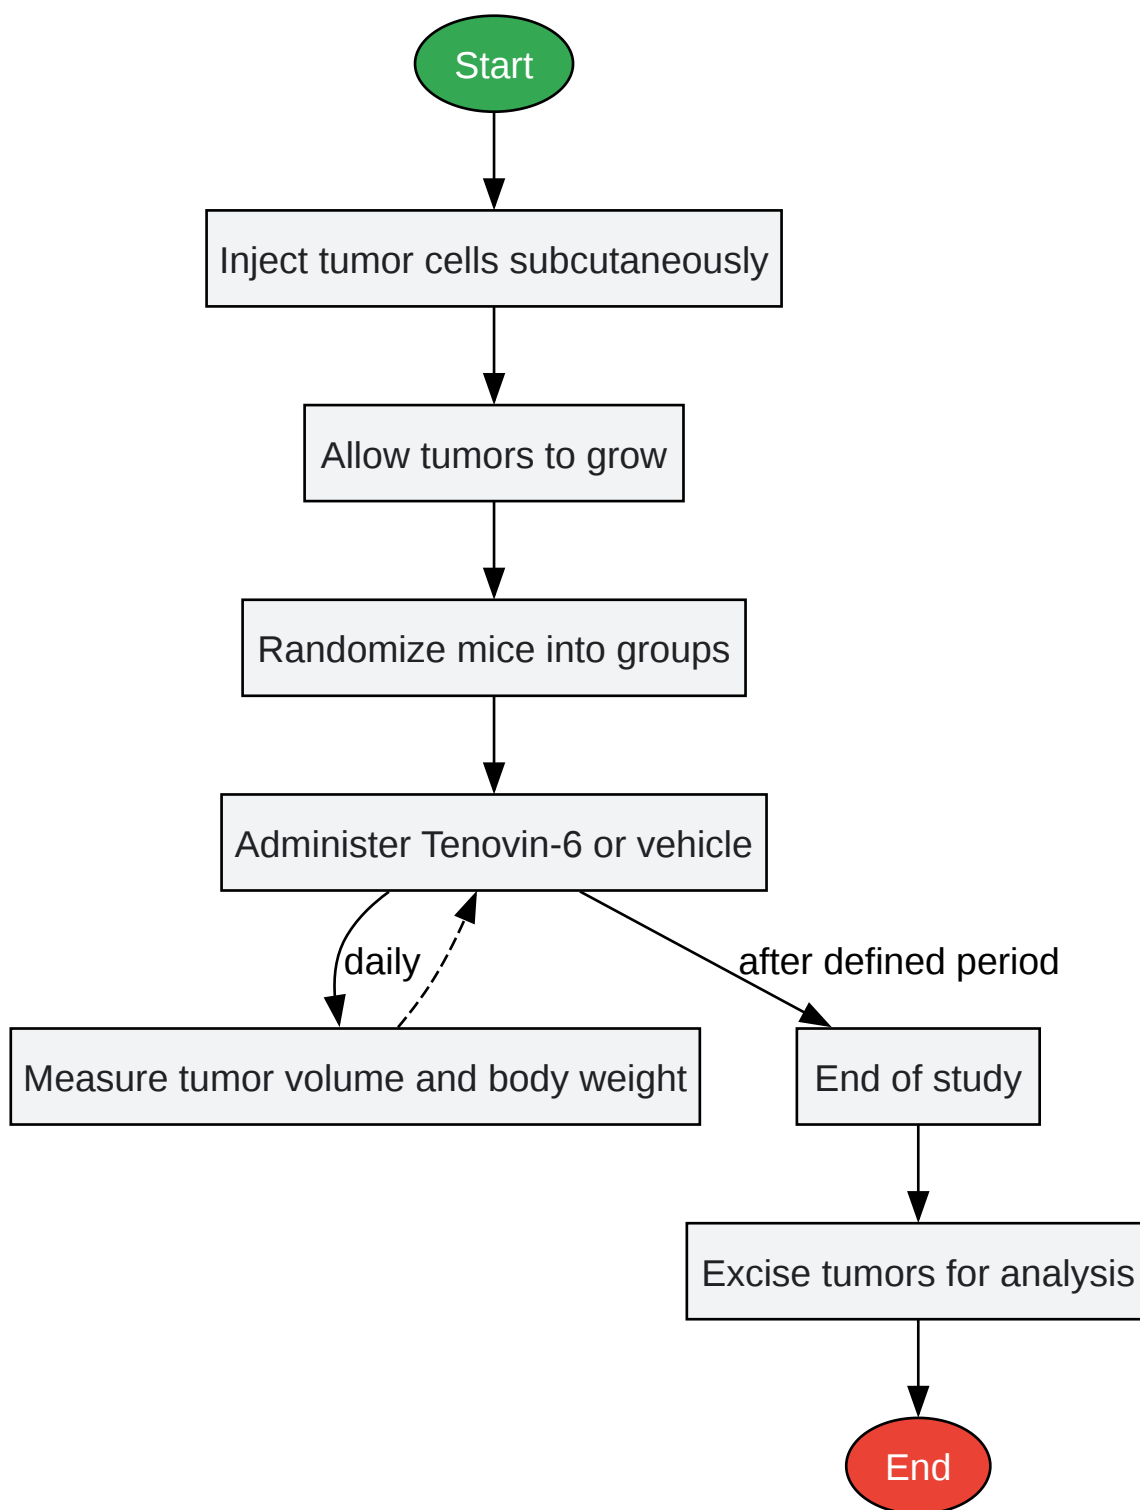 Start
Inject tumor cells subcutaneously
Allow tumors to grow
Randomize mice into groups
Administer Tenovin-6 or vehicle
daily
after defined period
Measure tumor volume and body weight
End of study
Excise tumors for analysis
End